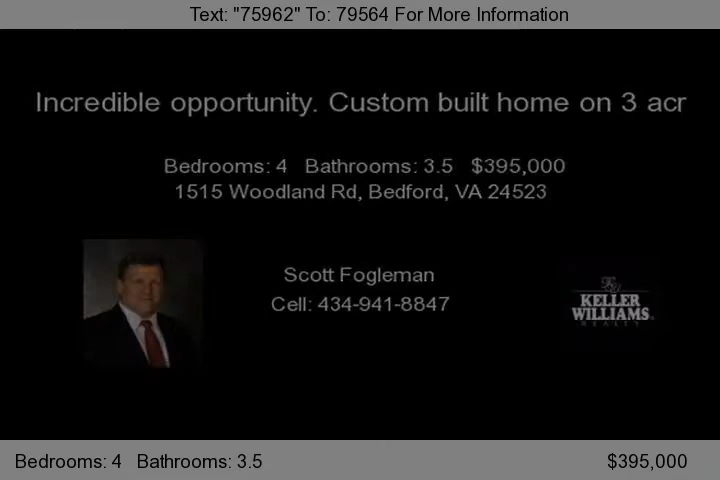 Text: "75962" To: 79564 For More Information
Incredible opportunity. Custom built home on 3 acr
Bedrooms: 4 Bathrooms: 3.5 $395,000
1515 Woodland Rd, Bedford, VA 24523
Scott Fogleman
Cell: 434-941-8847
KELLER
WILLIAMS
REALTY
Bedrooms: 4 Bathrooms: 3.5 $395,000